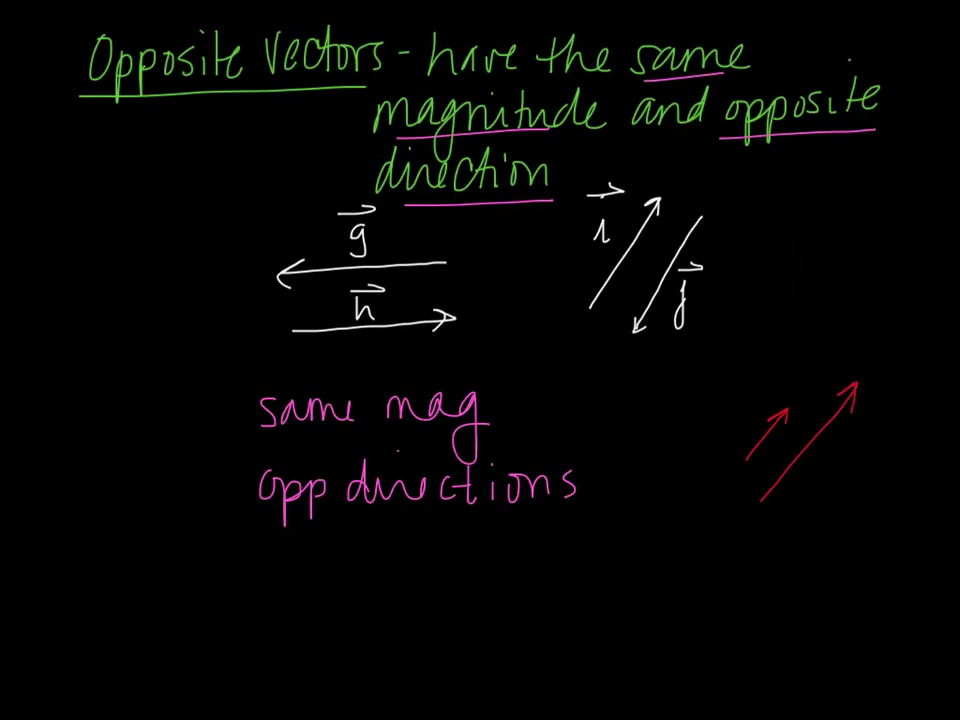 Opposite Vectors - have the same
magnitude and opposite
direction
g
h
i
j
same mag
opp directions